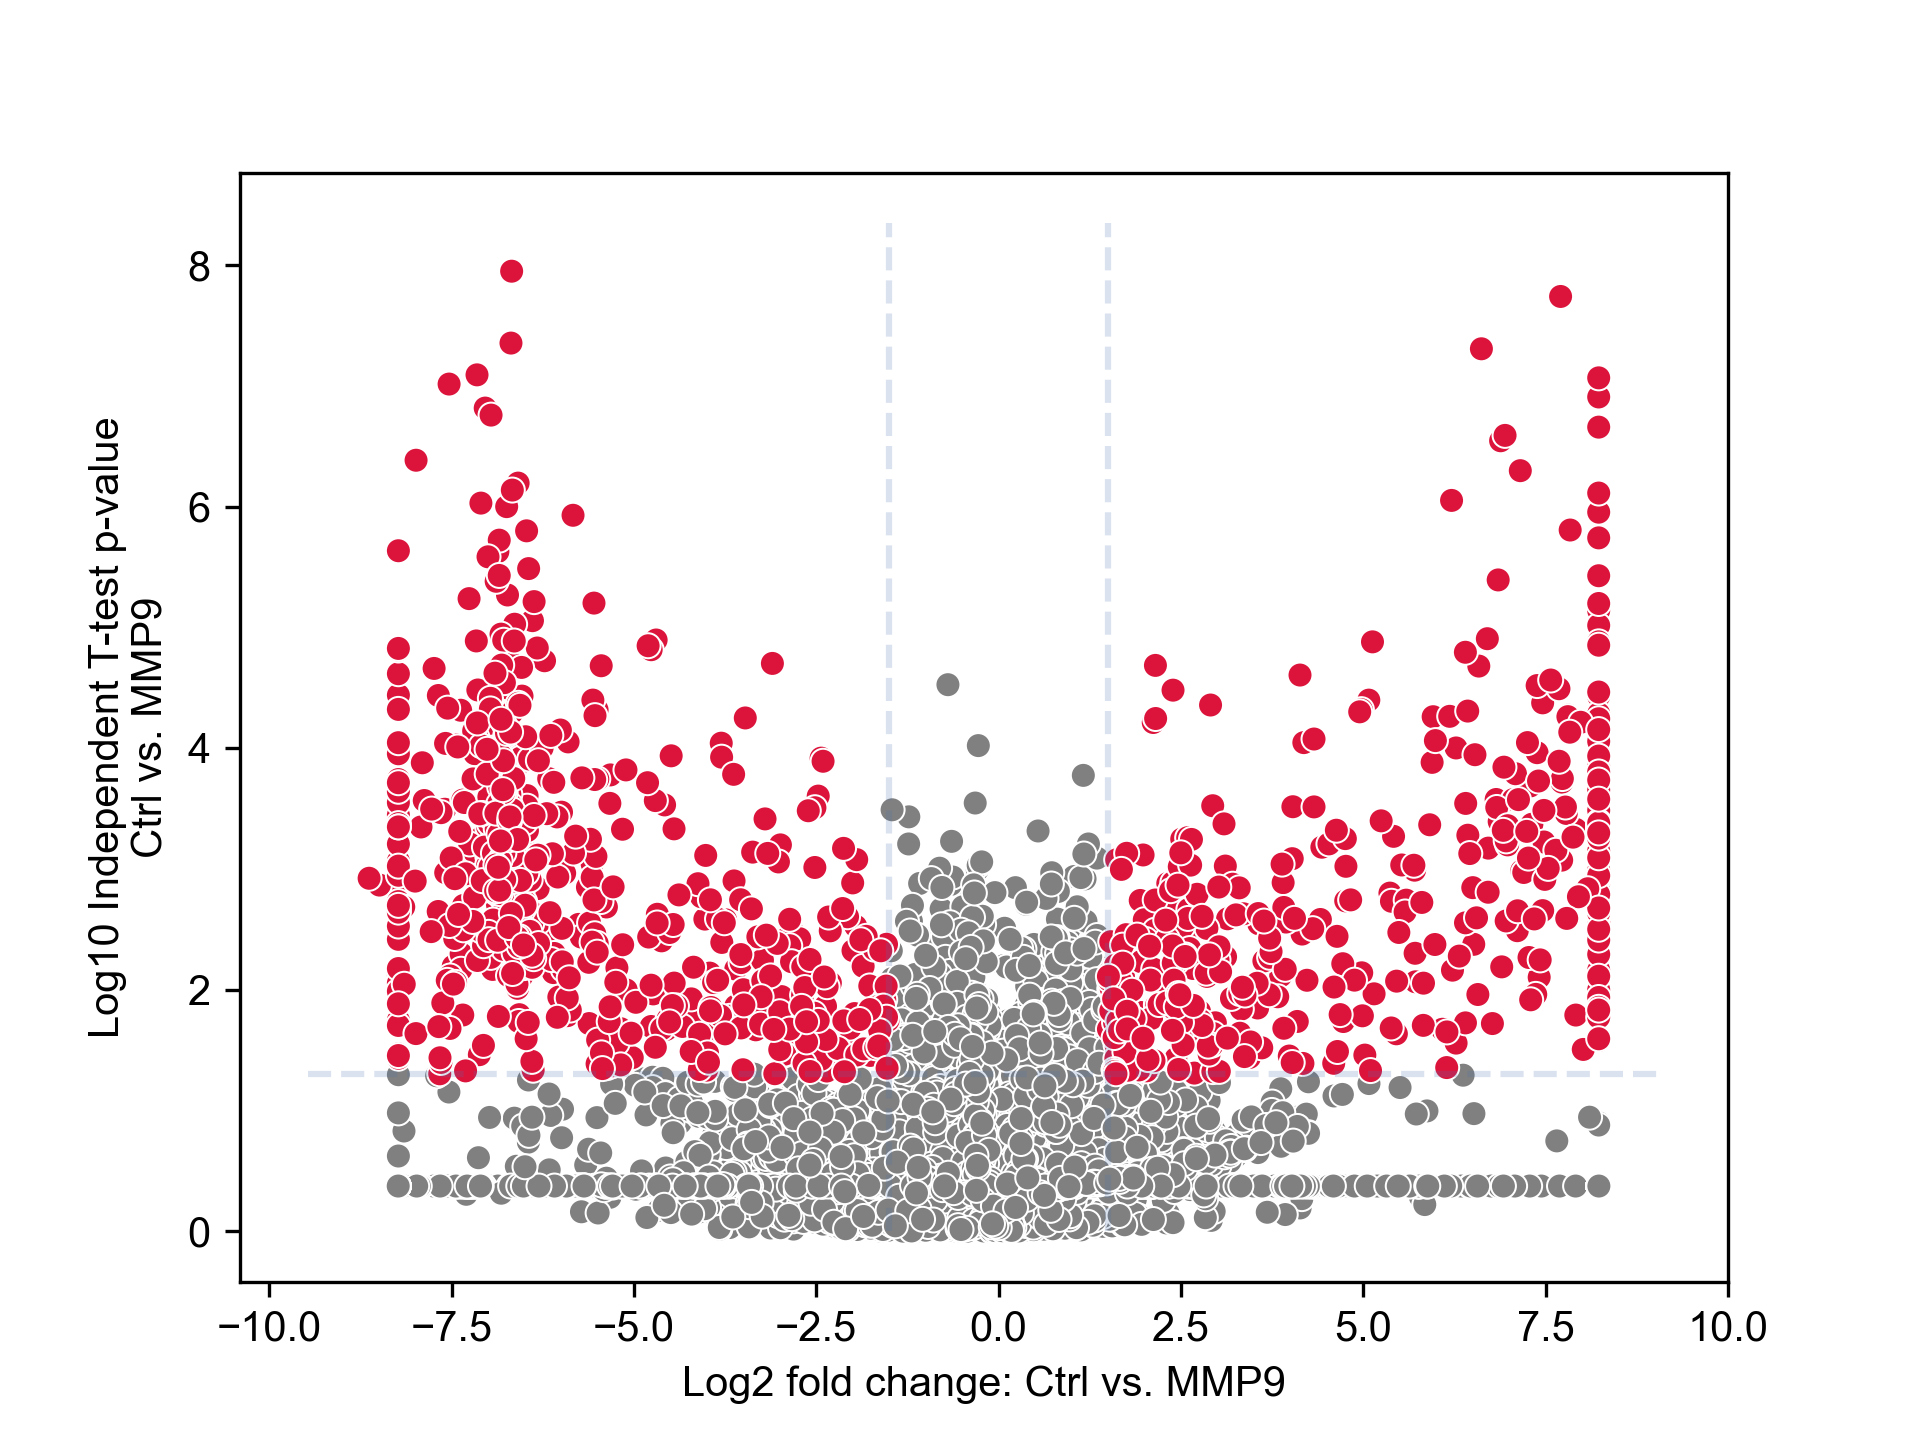 8
6
4
2
0
Log10 Independent T-test p-value
Ctrl vs. MMP9
−10.0 −7.5 −5.0 −2.5 0.0 2.5 5.0 7.5 10.0
Log2 fold change: Ctrl vs. MMP9